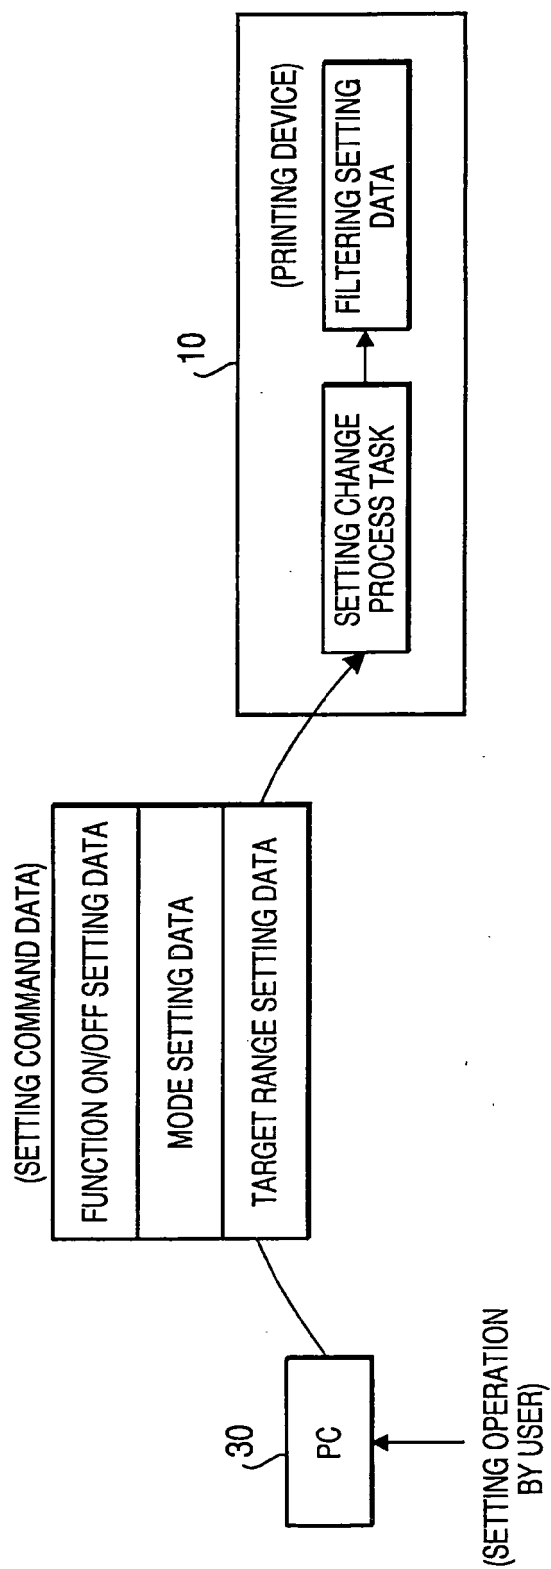 (SETTING OPERATION
BY USER)
30
PC
(SETTING COMMAND DATA)
FUNCTION ON/OFF SETTING DATA
MODE SETTING DATA
TARGET RANGE SETTING DATA
10
(PRINTING DEVICE)
SETTING CHANGE
PROCESS TASK
FILTERING SETTING
DATA